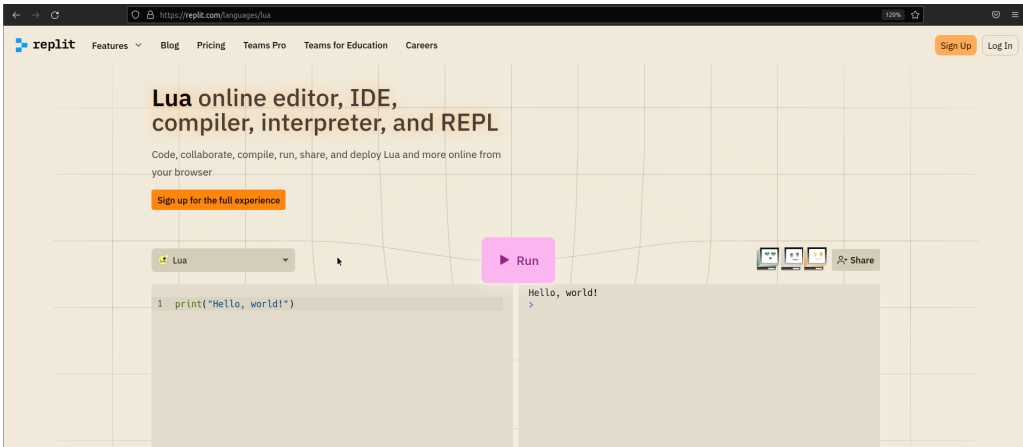 https://replit.com/languages/lua
120%
replit
Features
Blog
Pricing
Teams Pro
Teams for Education
Careers
Sign Up
Log In
Lua online editor, IDE,
compiler, interpreter, and REPL
Code, collaborate, compile, run, share, and deploy Lua and more online from
your browser
Sign up for the full experience
Lua
Run
Share
1 print("Hello, world!")
Hello, world!
>